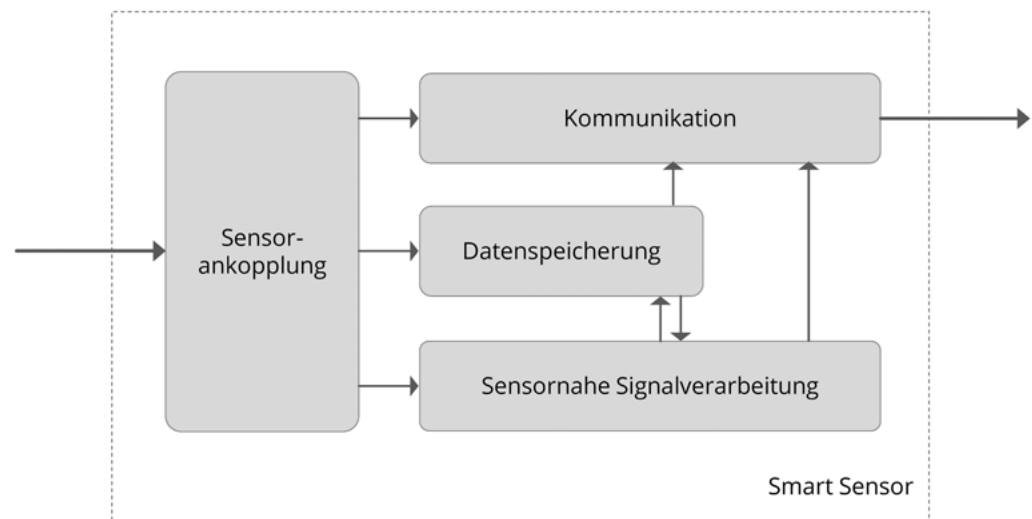 Kommunikation
Sensor-
ankopplung
Datenspeicherung
Sensornahe Signalverarbeitung
Smart Sensor